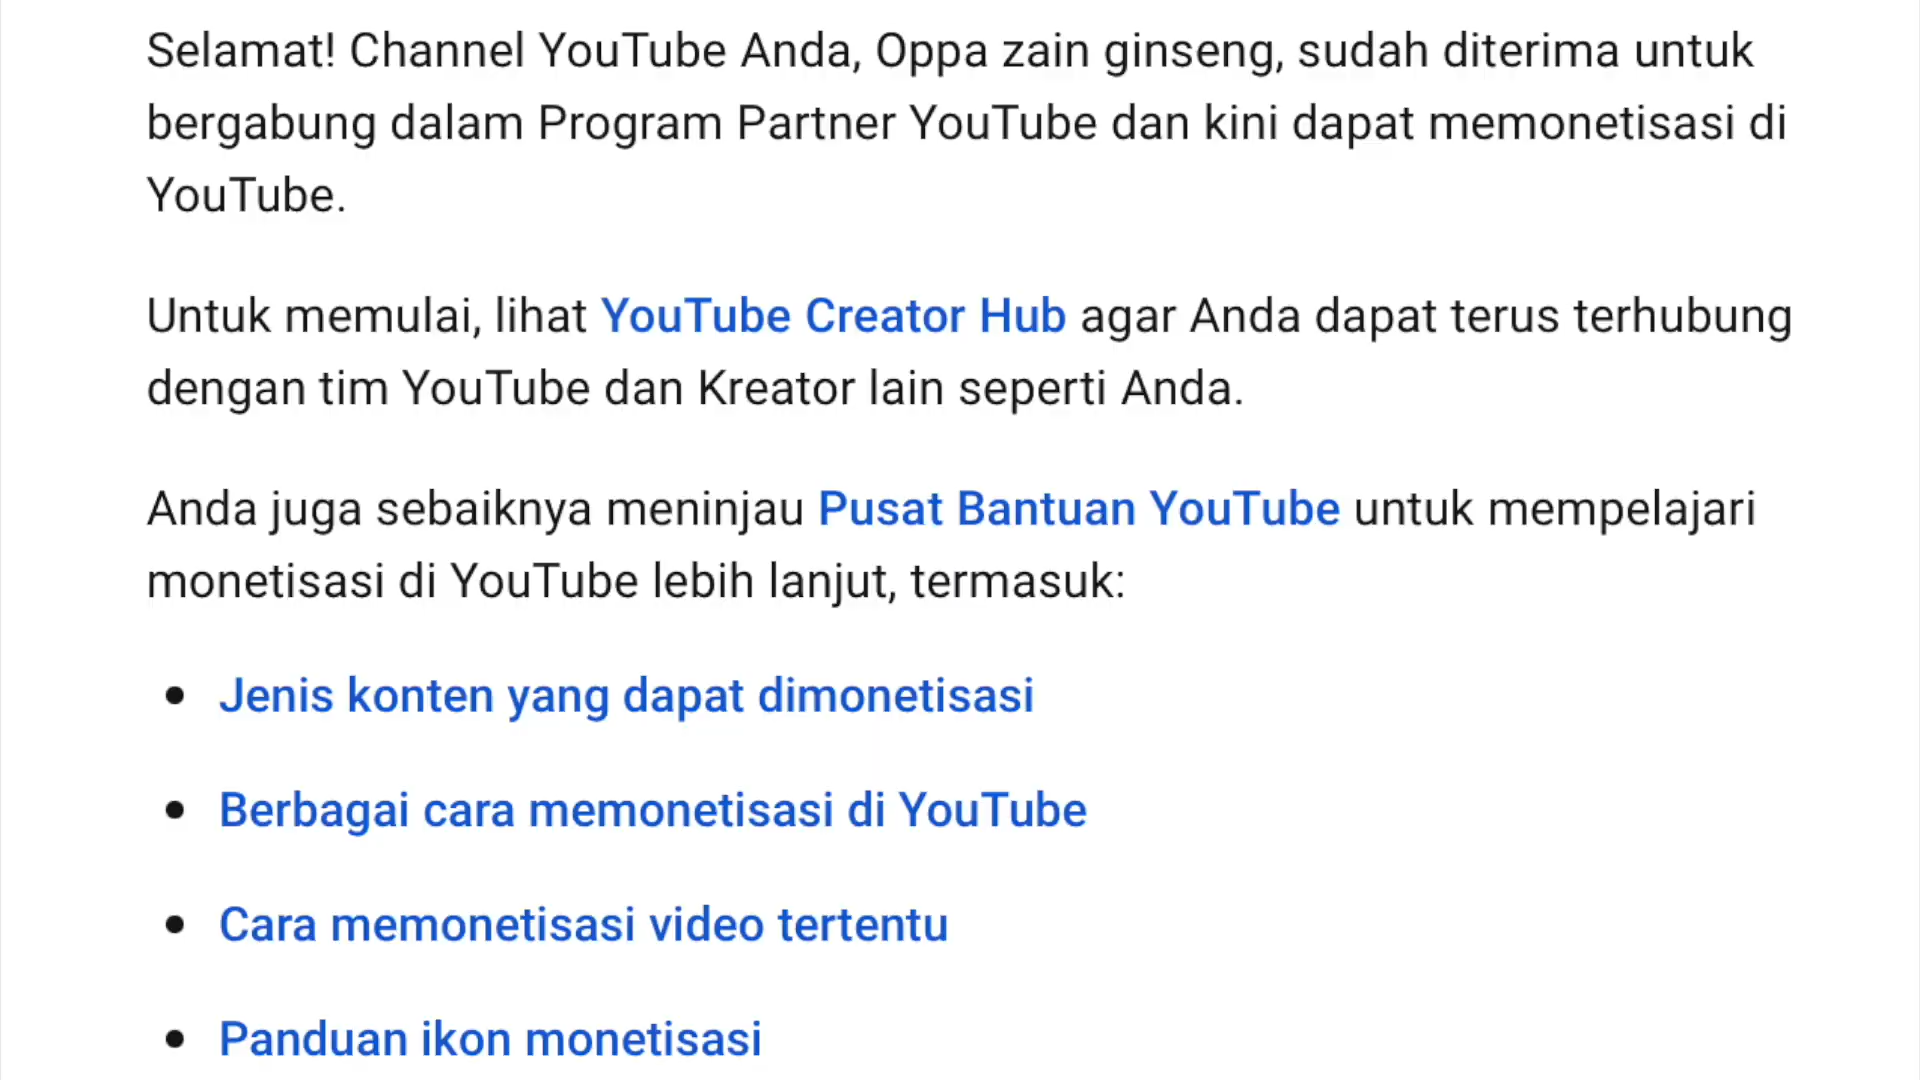 Selamat! Channel YouTube Anda, Oppa zain ginseng, sudah diterima untuk
bergabung dalam Program Partner YouTube dan kini dapat memonetisasi di
YouTube.
Untuk memulai, lihat YouTube Creator Hub agar Anda dapat terus terhubung
dengan tim YouTube dan Kreator lain seperti Anda.
Anda juga sebaiknya meninjau Pusat Bantuan YouTube untuk mempelajari
monetisasi di YouTube lebih lanjut, termasuk:
• Jenis konten yang dapat dimonetisasi
• Berbagai cara memonetisasi di YouTube
• Cara memonetisasi video tertentu
• Panduan ikon monetisasi